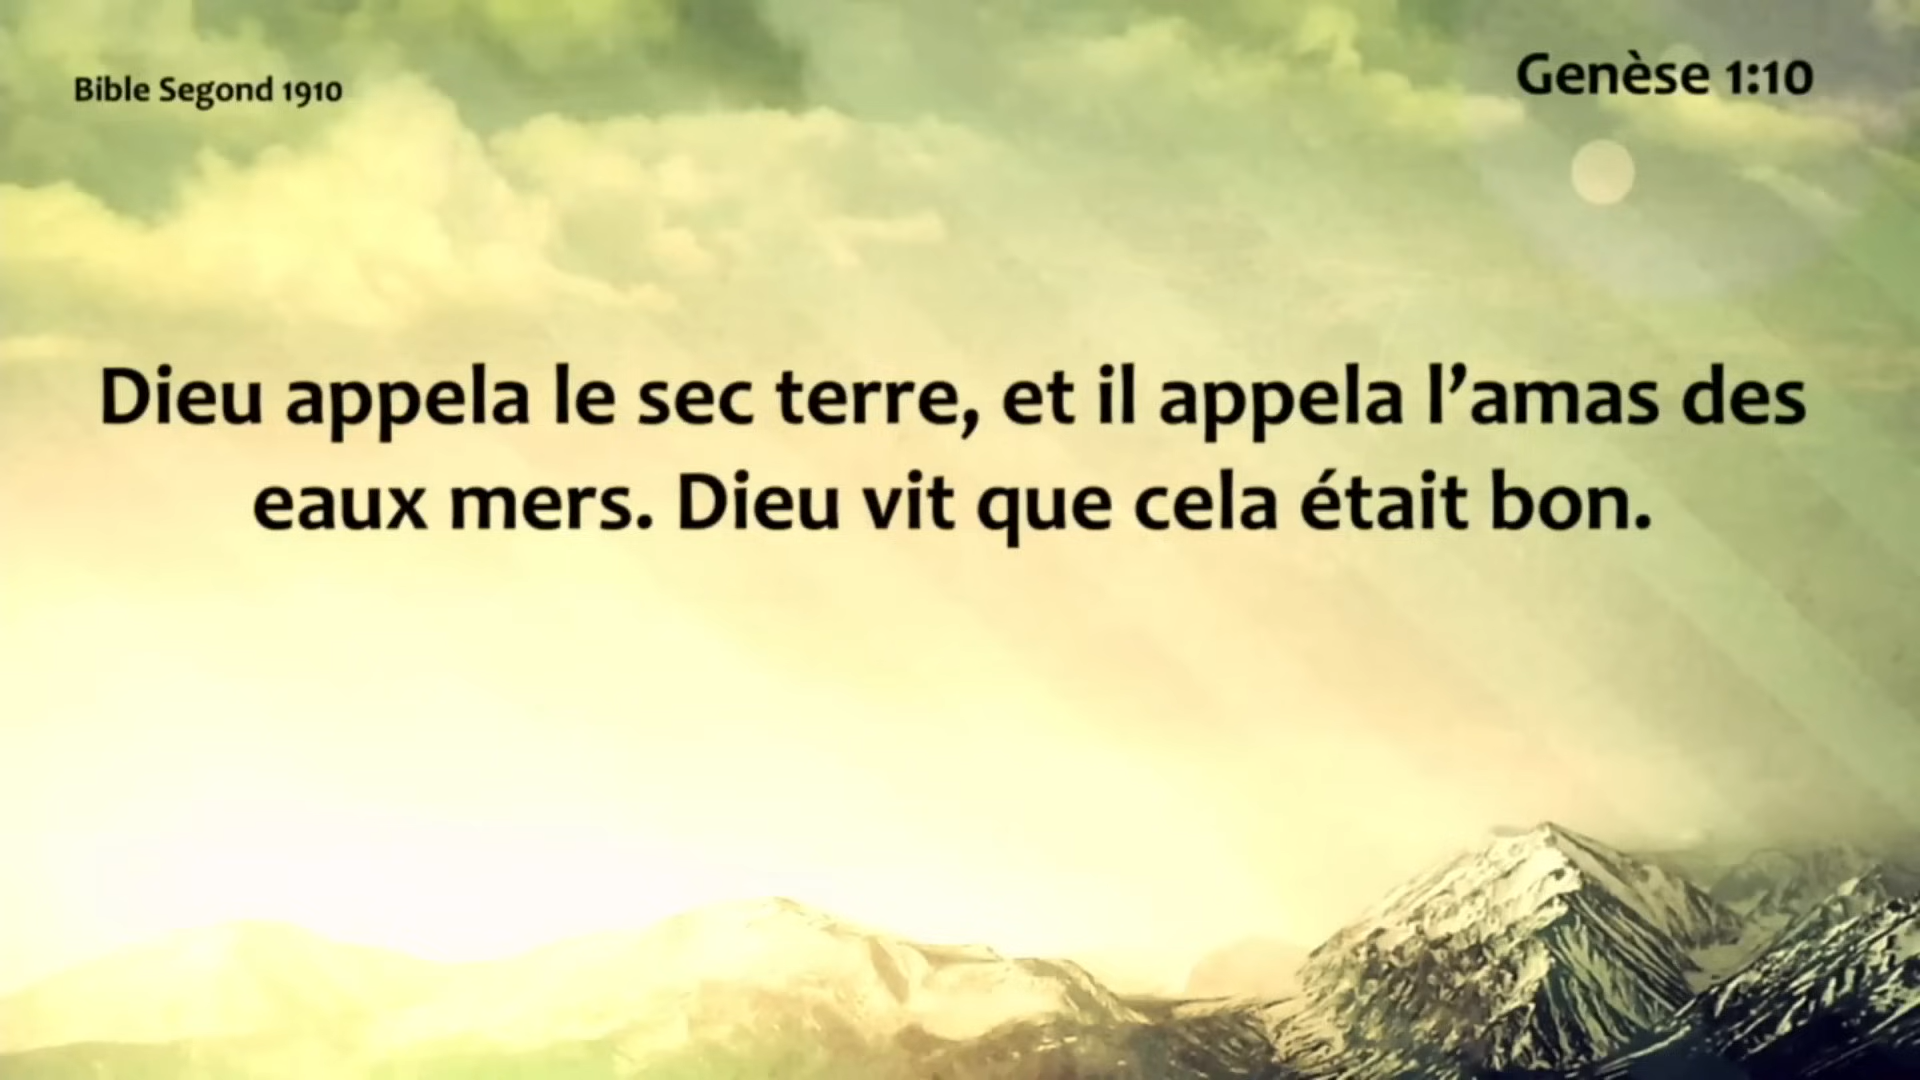 Bible Segond 1910
Genèse 1:10
Dieu appela le sec terre, et il appela l’amas des
eaux mers. Dieu vit que cela était bon.